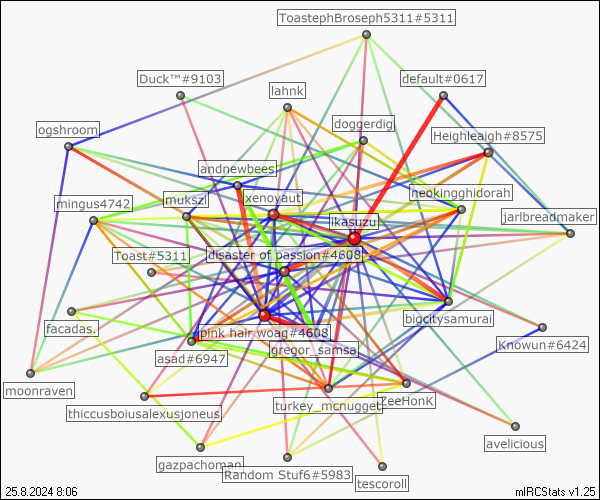 ToastephBroseph5311#5311
Duck™#9103
default#0617
lahnk
doggerdig
ogshroom
Heighleaigh#8575
andnewbees
mukszi
xenoyaut
neokingghidorah
mingus4742
ikasuzu
jarlbreadmaker
Toast#5311
disaster of passion#4608
bigcitysamurai
facadas.
pink hair woag#4608
Knowun#6424
asad#6947
gregor_samsa
moonraven
thiccusboiusalexusjoneus
turkey_mcnugget
ZeeHonK
avelicious
gazpachoman
Random Stuf6#5983
tescoroll
25.8.2024 8:06
mIRCStats v1.25